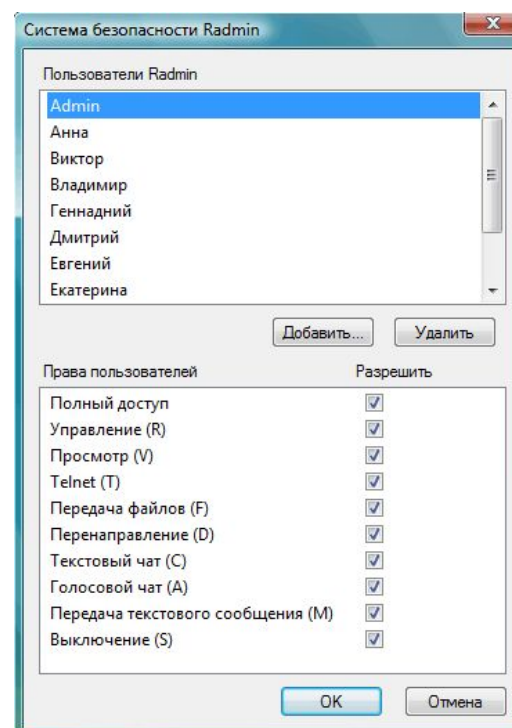 Система безопасности Radmin
Пользователи Radmin
Admin
Анна
Виктор
Владимир
Геннадний
Дмитрий
Евгений
Екатерина
Добавить... Удалить
Права пользователей Разрешить
Полный доступ
Управление (R)
Просмотр (V)
Telnet (T)
Передача файлов (F)
Перенаправление (D)
Текстовый чат (C)
Голосовой чат (A)
Передача текстового сообщения (M)
Выключение (S)
OK Отмена